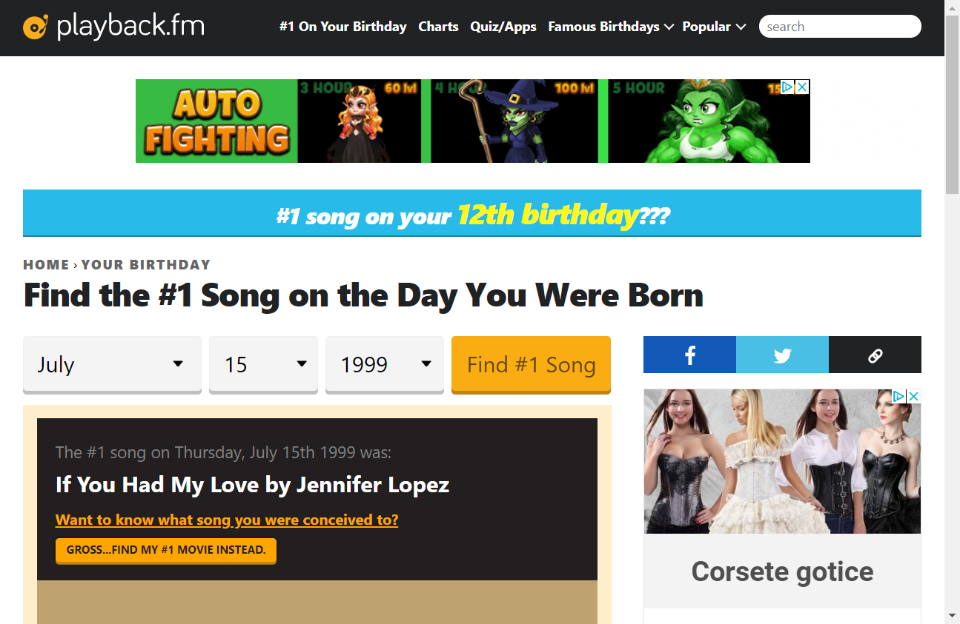 playback.fm
#1 On Your Birthday Charts Quiz/Apps Famous Birthdays Popular search
AUTO FIGHTING
3 HOUR 60 lvl
100 lvl
5 HOUR
#1 song on your 12th birthday???
HOME › YOUR BIRTHDAY
Find the #1 Song on the Day You Were Born
July 15 1999 Find #1 Song
The #1 song on Thursday, July 15th 1999 was:
If You Had My Love by Jennifer Lopez
Want to know what song you were conceived to?
GROSS...FIND MY #1 MOVIE INSTEAD.
Corsete gotice